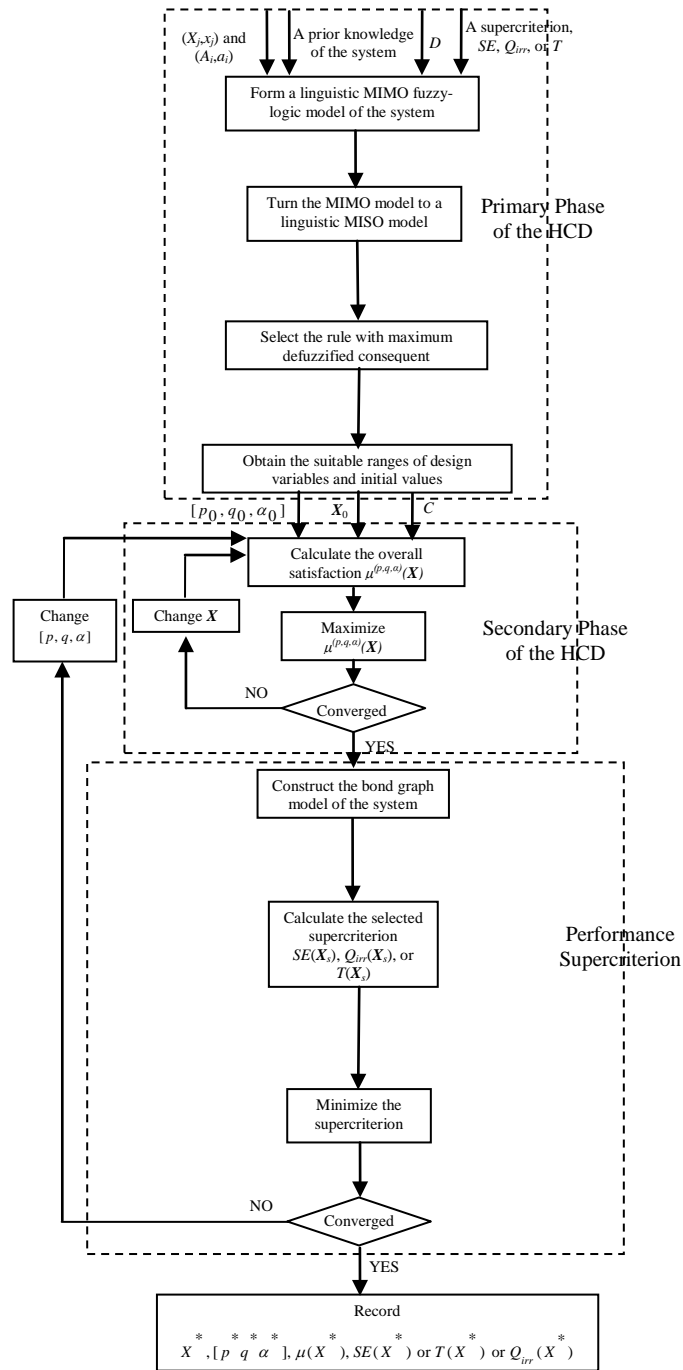 (Xj,xj) and
(Ai,ai)
A prior knowledge
of the system
D
A supercriterion,
SE, Qirr, or T
Form a linguistic MIMO fuzzy-
logic model of the system
Turn the MIMO model to a
linguistic MISO model
Primary Phase
of the HCD
Select the rule with maximum
defuzzified consequent
Obtain the suitable ranges of design
variables and initial values
[p0, q0, α0]
X0
C
Calculate the overall
satisfaction μ(p,q,α)(X)
Change
[p, q, α]
Change X
Maximize
μ(p,q,α)(X)
Secondary Phase
of the HCD
NO
Converged
YES
Construct the bond graph
model of the system
Calculate the selected
supercriterion
SE(Xs), Qirr(Xs), or
T(Xs)
Performance
Supercriterion
Minimize the
supercriterion
NO
Converged
YES
Record
X*, [p* q* α*], μ(X*), SE(X*) or T(X*) or Qirr(X*)